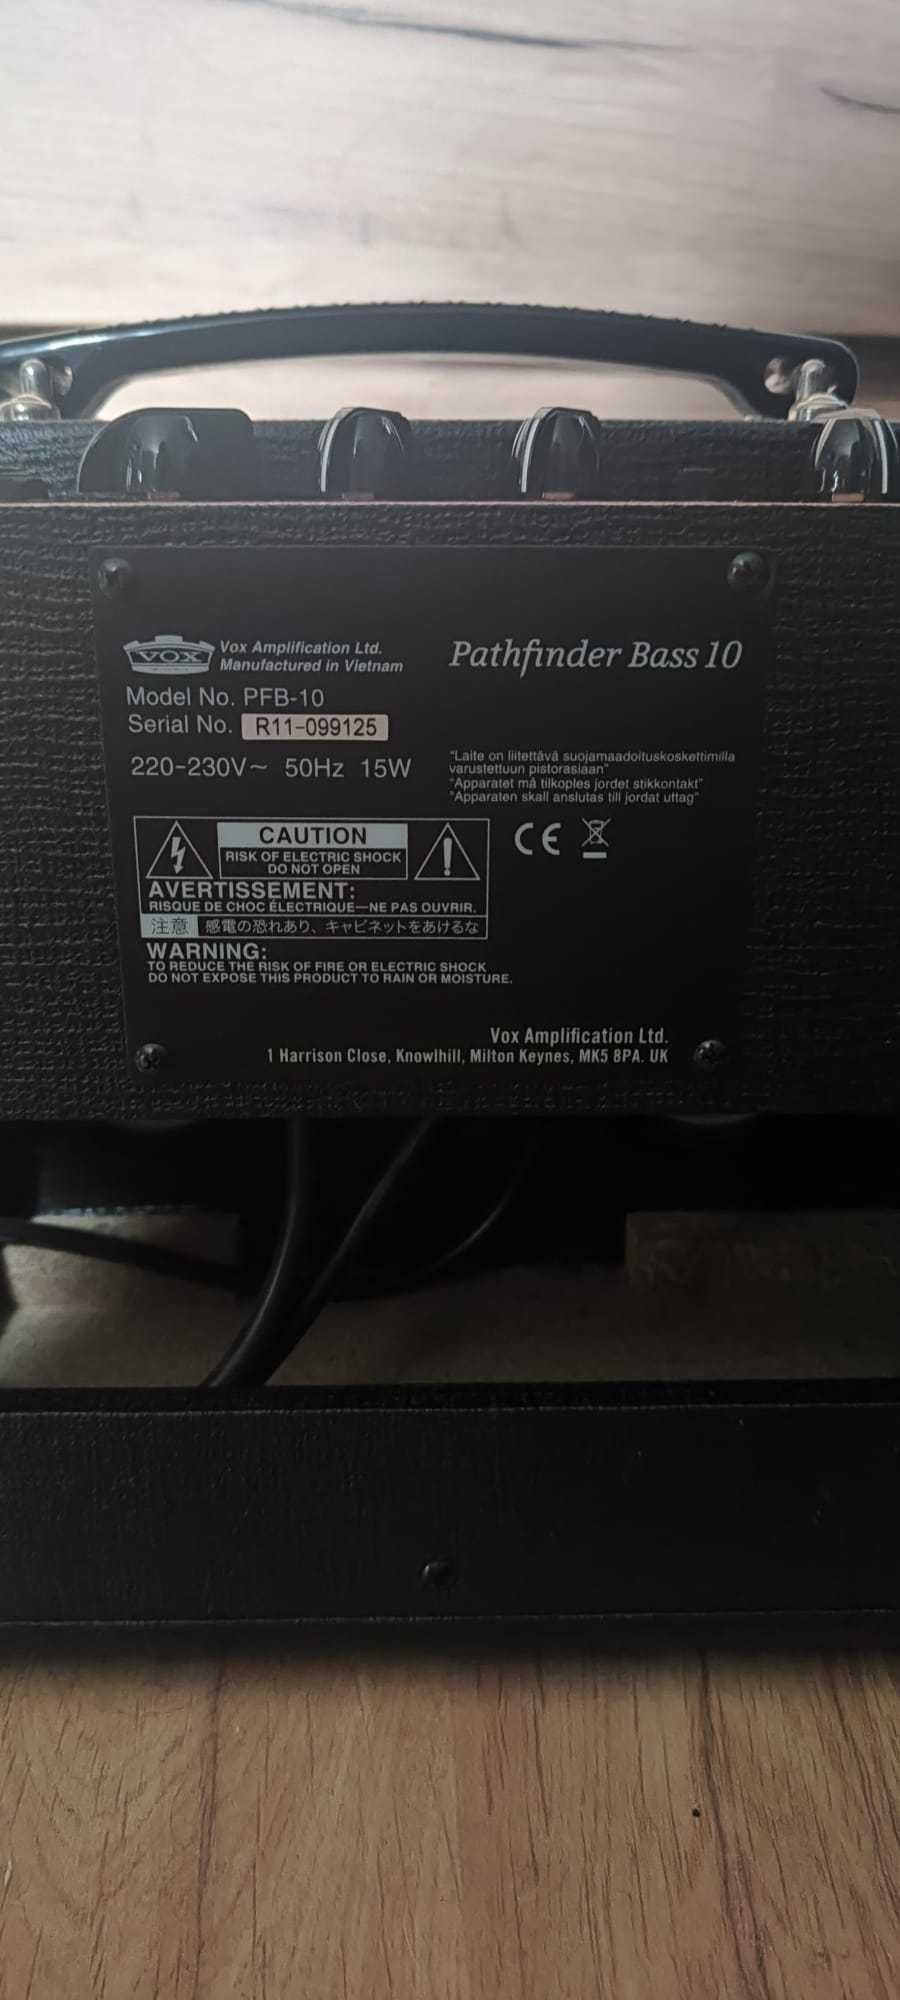 VOX
Vox Amplification Ltd.
Manufactured in Vietnam
Pathfinder Bass 10
Model No. PFB-10
Serial No. R11-099125
220-230V~ 50Hz 15W
"Laite on liitettävä suojamaadoituskoskettimilla
varustettuun pistorasiaan"
"Apparatet må tilkoples jordet stikkontakt"
"Apparaten skall anslutas till jordat uttag"
CAUTION
RISK OF ELECTRIC SHOCK
DO NOT OPEN
AVERTISSEMENT:
RISQUE DE CHOC ÉLECTRIQUE—NE PAS OUVRIR.
注意 感電の恐れあり、キャビネットをあけるな
CE
WARNING:
TO REDUCE THE RISK OF FIRE OR ELECTRIC SHOCK
DO NOT EXPOSE THIS PRODUCT TO RAIN OR MOISTURE.
Vox Amplification Ltd.
1 Harrison Close, Knowlhill, Milton Keynes, MK5 8PA. UK